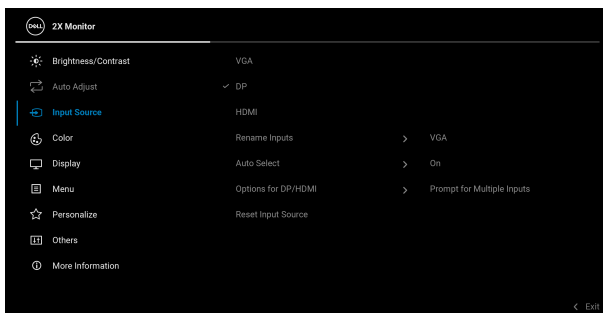 DELL 2X Monitor
Brightness/Contrast VGA
Auto Adjust DP
Input Source HDMI
Color Rename Inputs VGA
Display Auto Select On
Menu Options for DP/HDMI Prompt for Multiple Inputs
Personalize Reset Input Source
Others
More Information
Exit